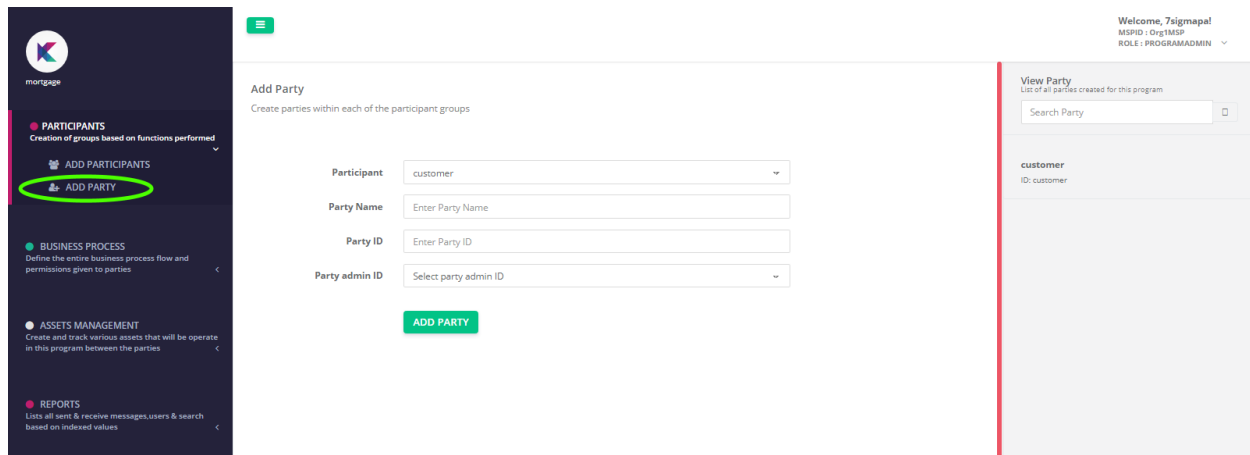 mortgage
PARTICIPANTS
Creation of groups based on functions performed
ADD PARTICIPANTS
ADD PARTY
BUSINESS PROCESS
Define the entire business process flow and
permissions given to parties
ASSETS MANAGEMENT
Create and track various assets that will be operate
in this program between the parties
REPORTS
Lists all sent & receive messages,users & search
based on indexed values
Add Party
Create parties within each of the participant groups
Participant
customer
Party Name
Enter Party Name
Party ID
Enter Party ID
Party admin ID
Select party admin ID
ADD PARTY
Welcome, 7sigmapa!
MSPID : Org1MSP
ROLE : PROGRAMADMIN
View Party
List of all parties created for this program
Search Party
customer
ID: customer